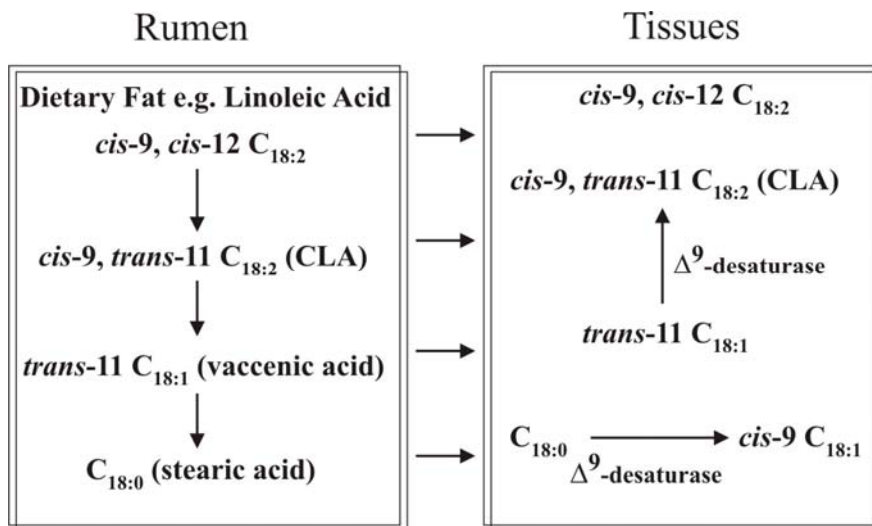 Rumen
Dietary Fat e.g. Linoleic Acid
cis-9, cis-12 C18:2
cis-9, trans-11 C18:2 (CLA)
trans-11 C18:1 (vaccenic acid)
C18:0 (stearic acid)
Tissues
cis-9, cis-12 C18:2
cis-9, trans-11 C18:2 (CLA)
Δ9-desaturase
trans-11 C18:1
C18:0
cis-9 C18:1
Δ9-desaturase